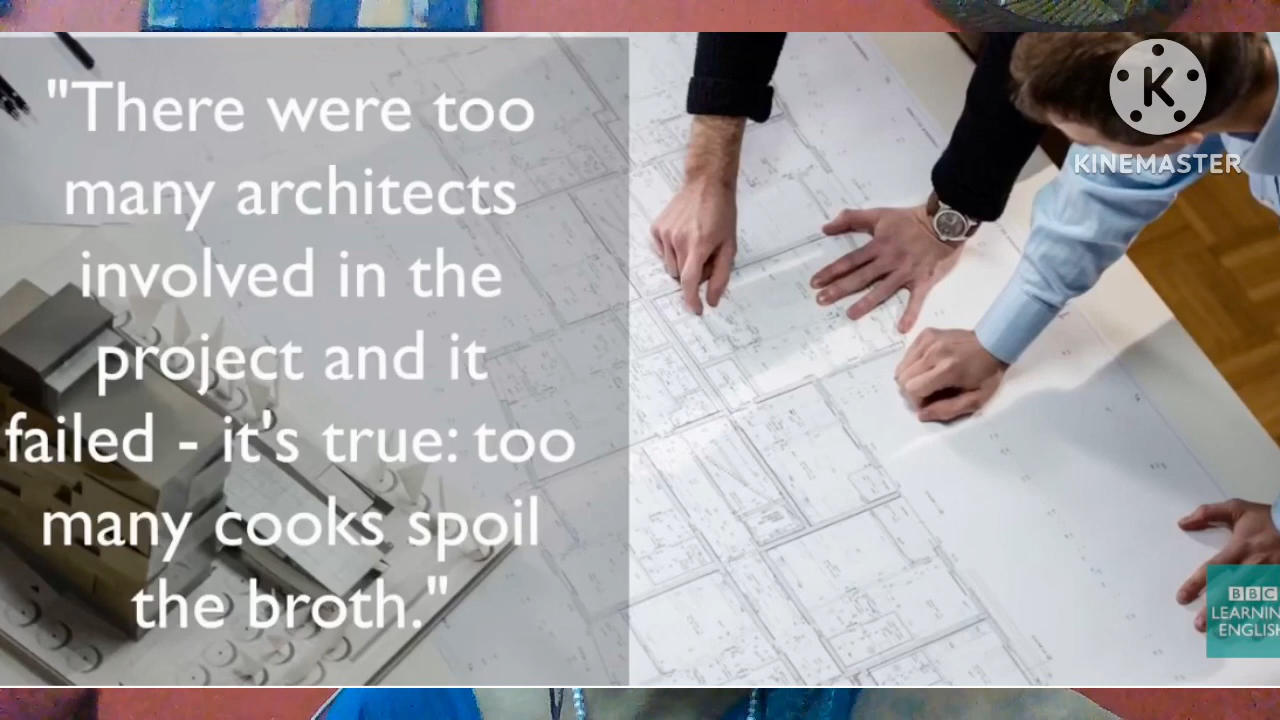 "There were too
many architects
involved in the
project and it
failed - it's true: too
many cooks spoil
the broth."
K
KINEMASTER
BBC
LEARNIN
ENGLISH